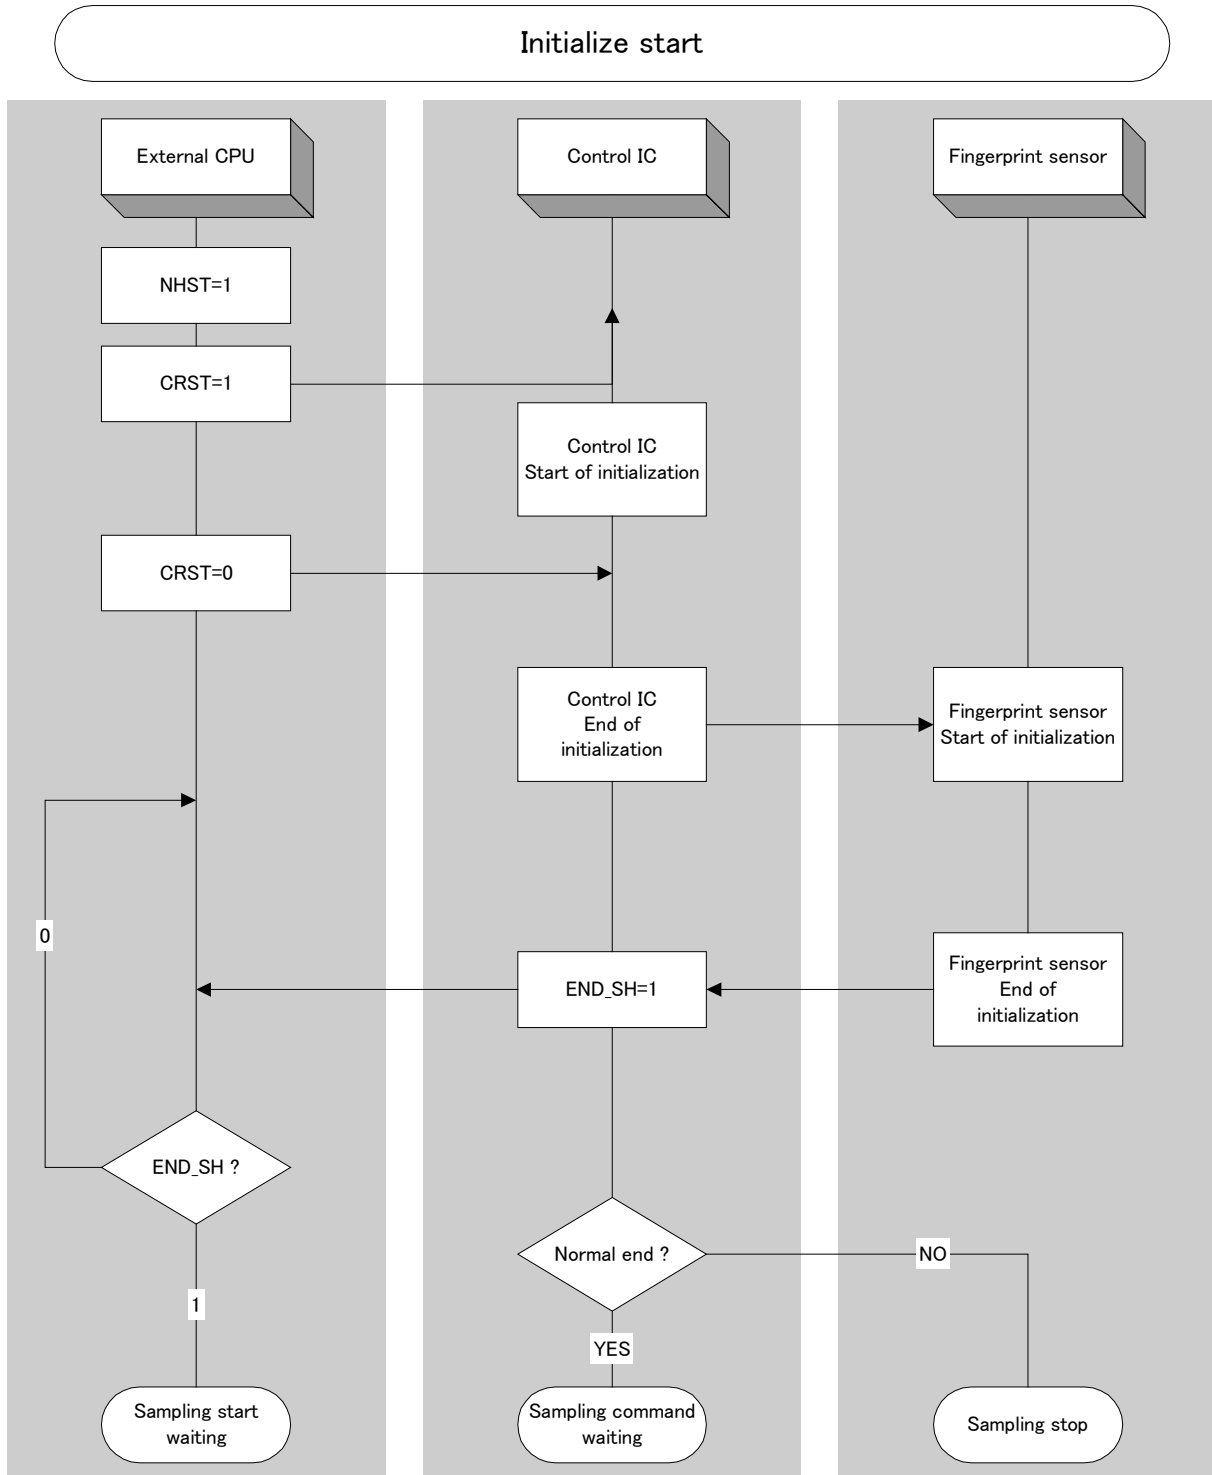 Initialize start
External CPU
Control IC
Fingerprint sensor
NHST=1
CRST=1
Control IC
Start of initialization
CRST=0
Control IC
End of
initialization
Fingerprint sensor
Start of initialization
0
END_SH=1
Fingerprint sensor
End of
initialization
END_SH ?
Normal end ?
NO
1
YES
Sampling start
waiting
Sampling command
waiting
Sampling stop